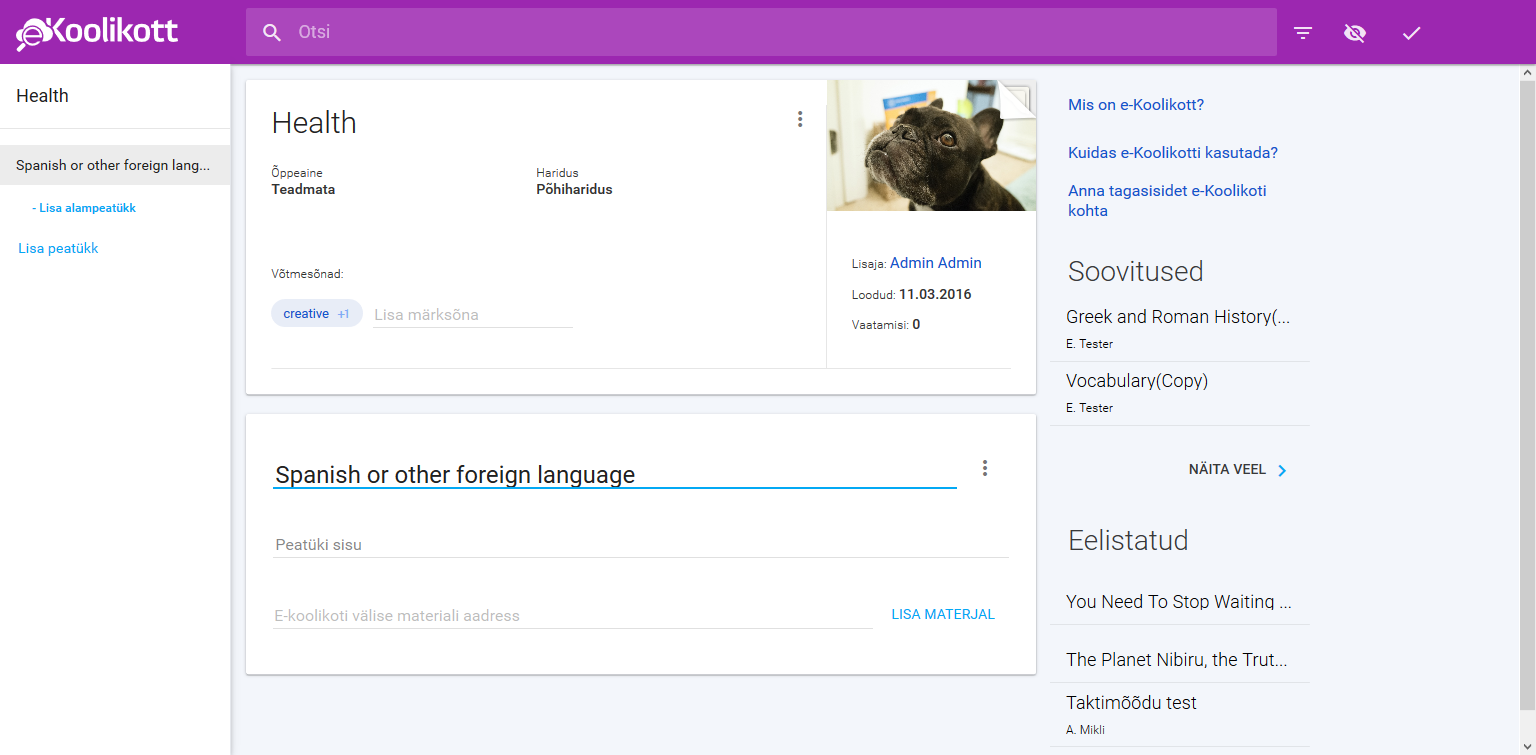 eKoolikott
Otsi
Health
Spanish or other foreign lang...
- Lisa alampeatükk
Lisa peatükk
Health
Õppeaine
Teadmata
Haridus
Põhiharidus
Võtmesõnad:
creative +1
Lisa märksõna
Lisaja: Admin Admin
Loodud: 11.03.2016
Vaatamisi: 0
Spanish or other foreign language
Peatüki sisu
E-koolikoti välise materiali aadress
LISA MATERJAL
Mis on e-Koolikott?
Kuidas e-Koolikotti kasutada?
Anna tagasisidet e-Koolikoti
kohta
Soovitused
Greek and Roman History(...
E. Tester
Vocabulary(Copy)
E. Tester
NÄITA VEEL
Eelistatud
You Need To Stop Waiting ...
The Planet Nibiru, the Trut...
Taktimõõdu test
A. Mikli